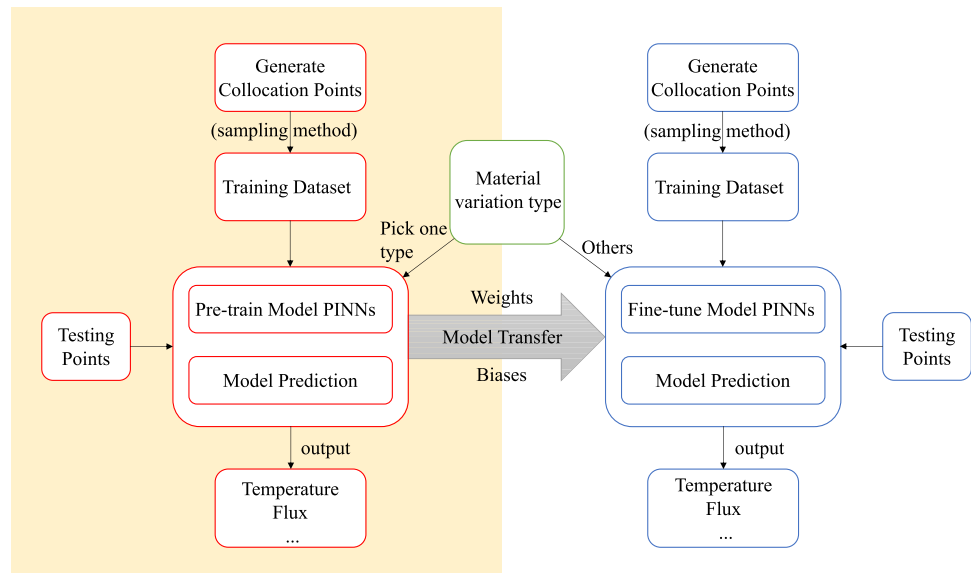 Generate
Collocation Points
(sampling method)
Training Dataset
Pick one
type
Pre-train Model PINNs
Model Prediction
Testing
Points
output
Temperature
Flux
...
Material
variation type
Others
Weights
Model Transfer
Biases
Generate
Collocation Points
(sampling method)
Training Dataset
Fine-tune Model PINNs
Model Prediction
Testing
Points
output
Temperature
Flux
...